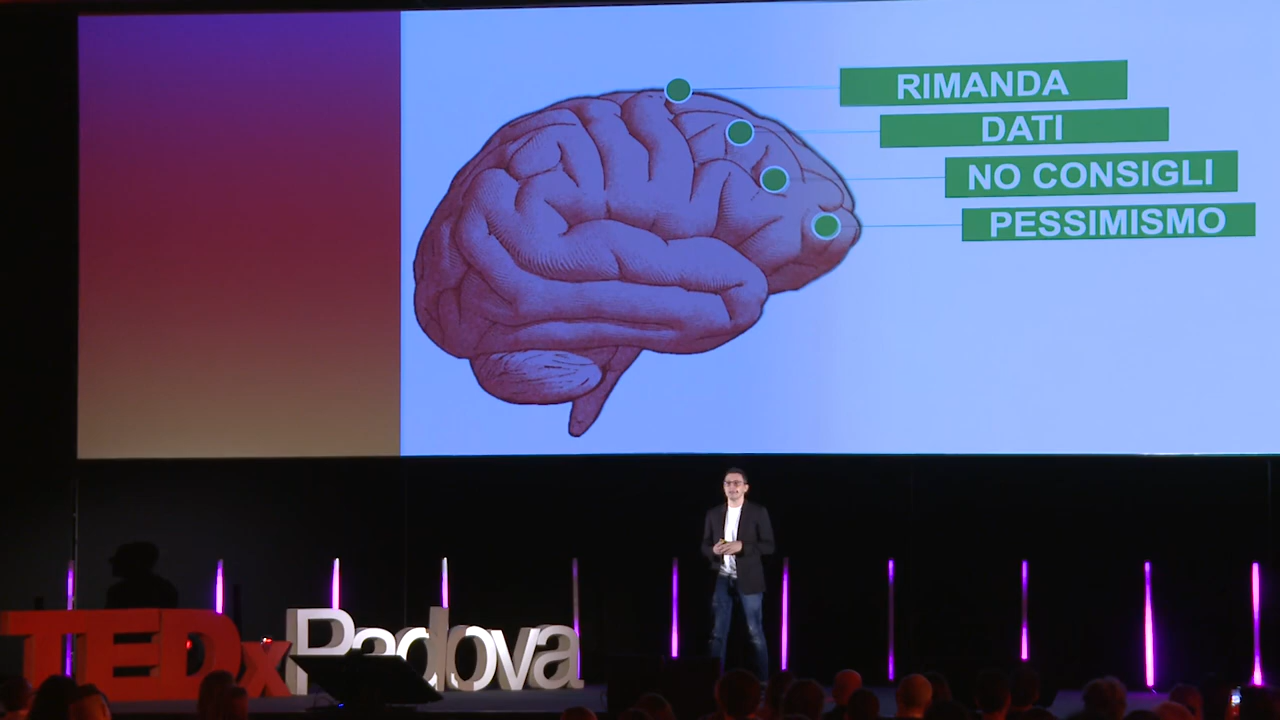 RIMANDA
DATI
NO CONSIGLI
PESSIMISMO
TEDx Padova